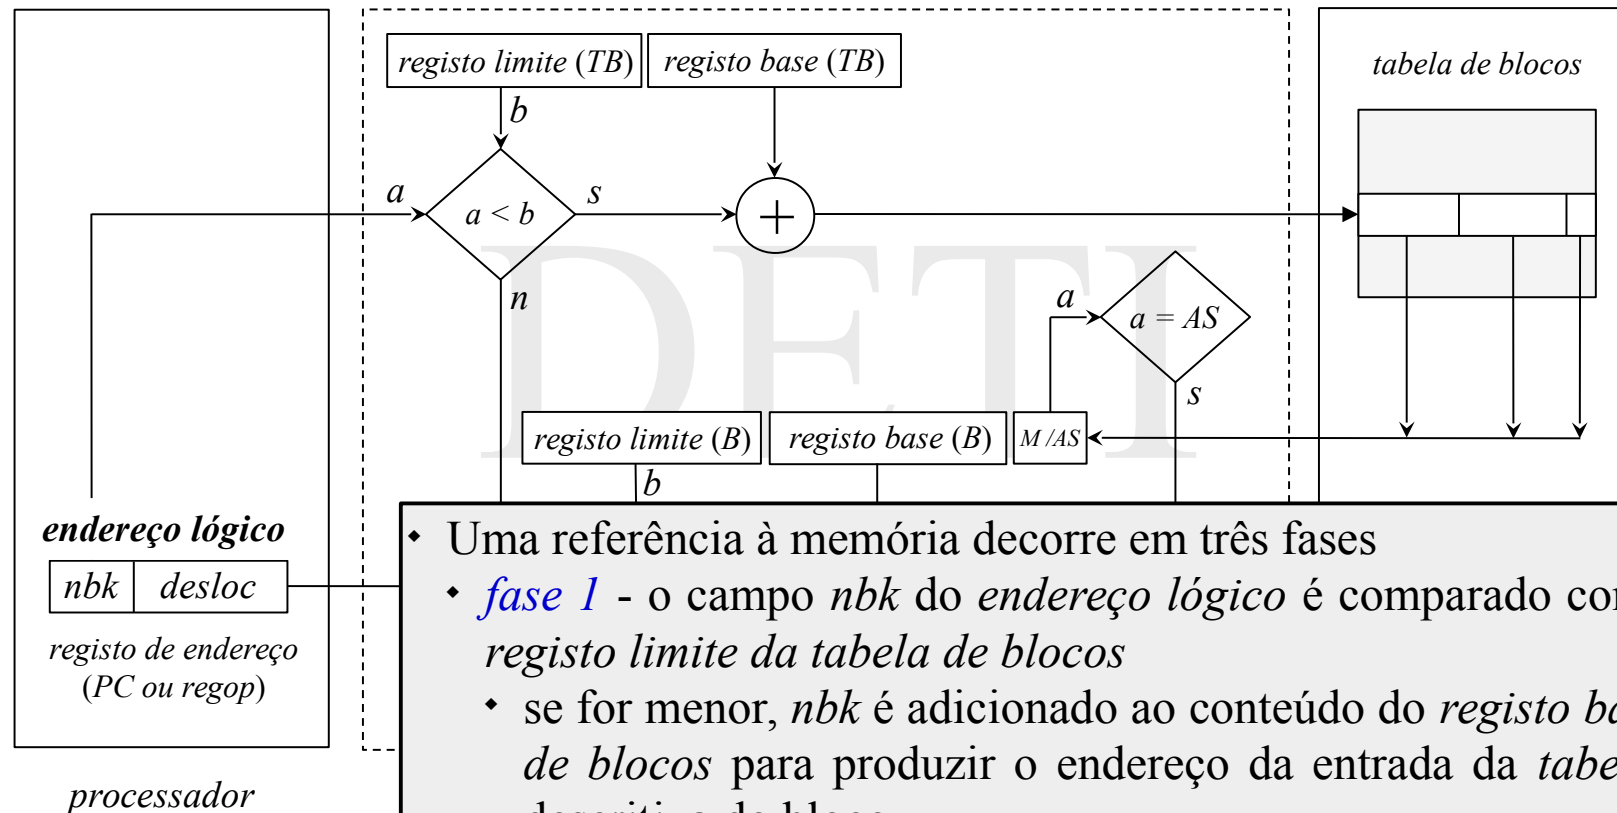 registo limite (TB)
registo base (TB)
tabela de blocos
b
a
a < b
s
+
n
a
a = AS
s
DETI
registo limite (B)
registo base (B)
M /AS
b
endereço lógico
nbk
desloc
registo de endereço
(PC ou regop)
processador
Uma referência à memória decorre em três fases
fase 1 - o campo nbk do endereço lógico é comparado
registo limite da tabela de blocos
se for menor, nbk é adicionado ao conteúdo do registo
de blocos para produzir o endereço da entrada da